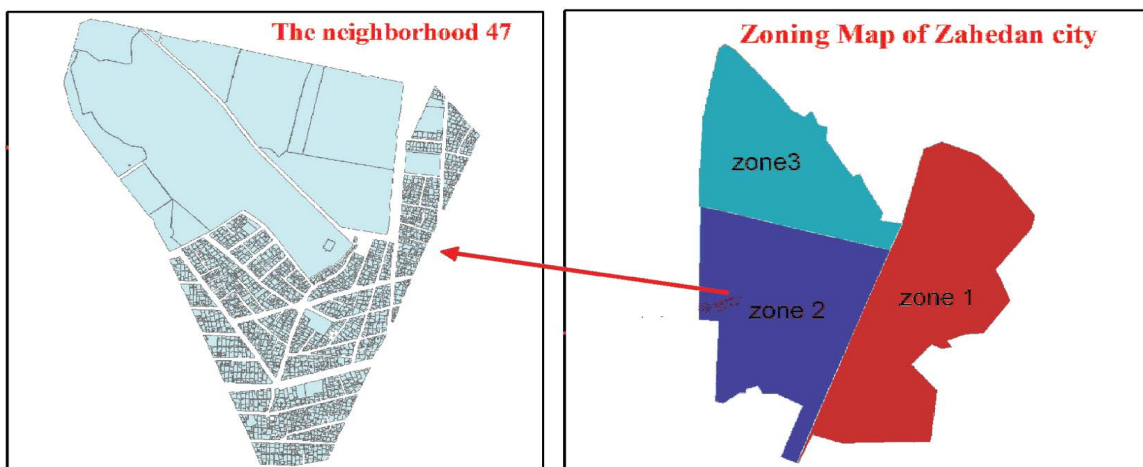 The neighborhood 47
Zoning Map of Zahedan city
zone3
zone 2
zone 1